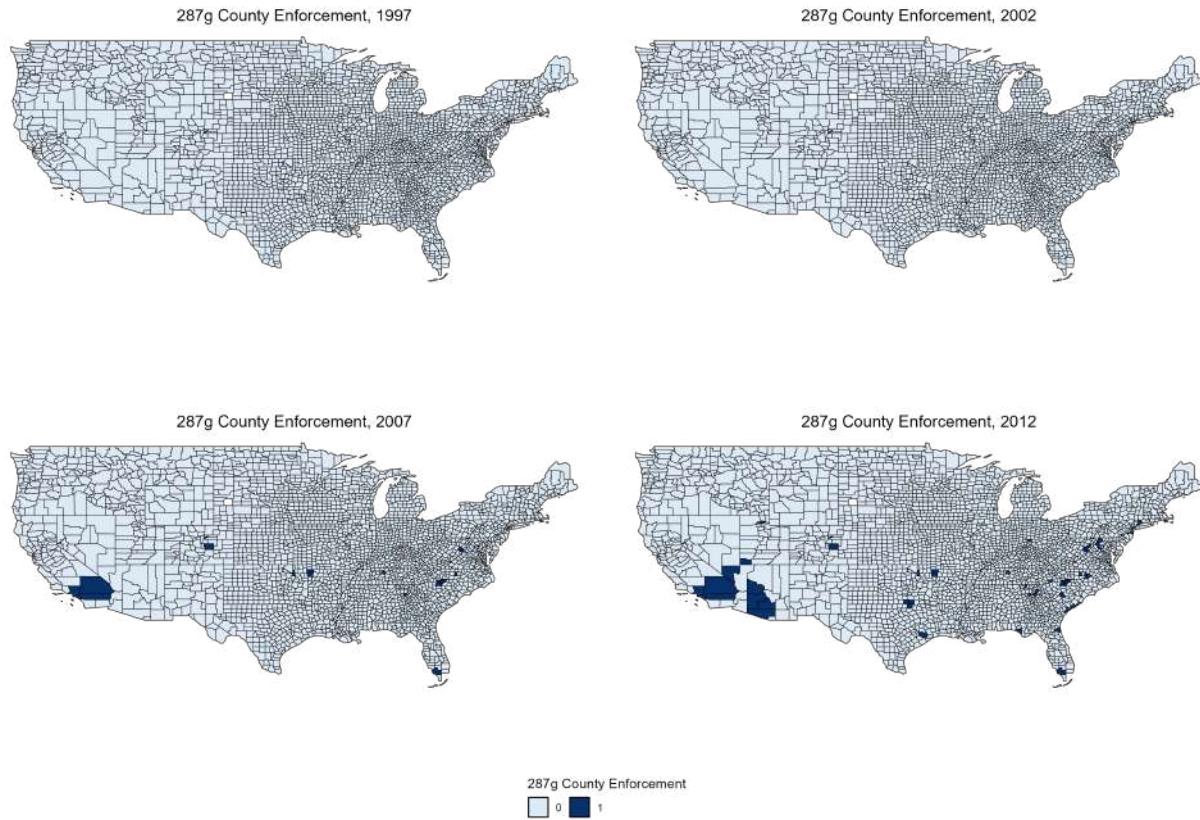 287g County Enforcement, 1997
287g County Enforcement, 2002
287g County Enforcement, 2007
287g County Enforcement, 2012
287g County Enforcement
0 1